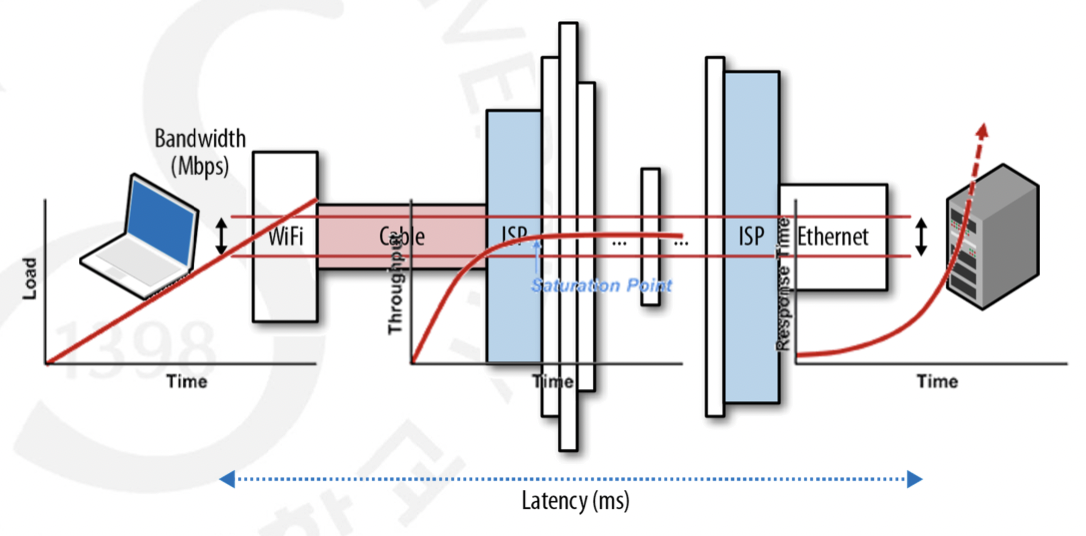 Bandwidth
(Mbps)
WiFi
Cable
ISP
...
...
ISP
Ethernet
Load
Time
Throughput
Saturation Point
Time
Response Time
Time
Latency (ms)
1398